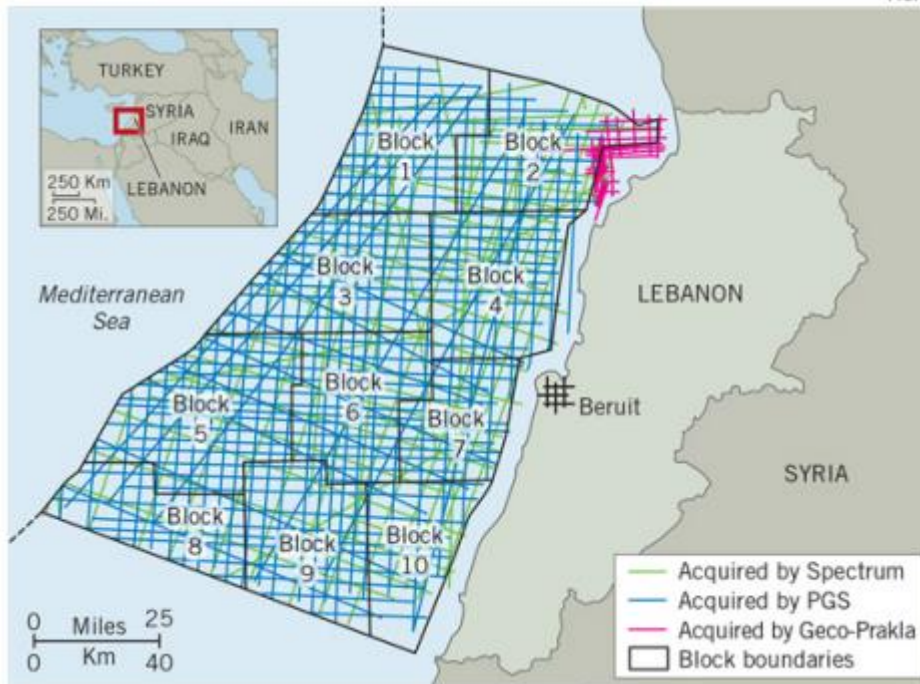 TURKEY
SYRIA
IRAQ
IRAN
LEBANON
250 Km
250 Mi.
Mediterranean
Sea
Block
1
Block
2
Block
3
Block
4
Block
5
Block
6
Block
7
Block
8
Block
9
Block
10
LEBANON
Beruit
SYRIA
0 Miles 25
0 Km 40
Acquired by Spectrum
Acquired by PGS
Acquired by Geco-Prakla
Block boundaries